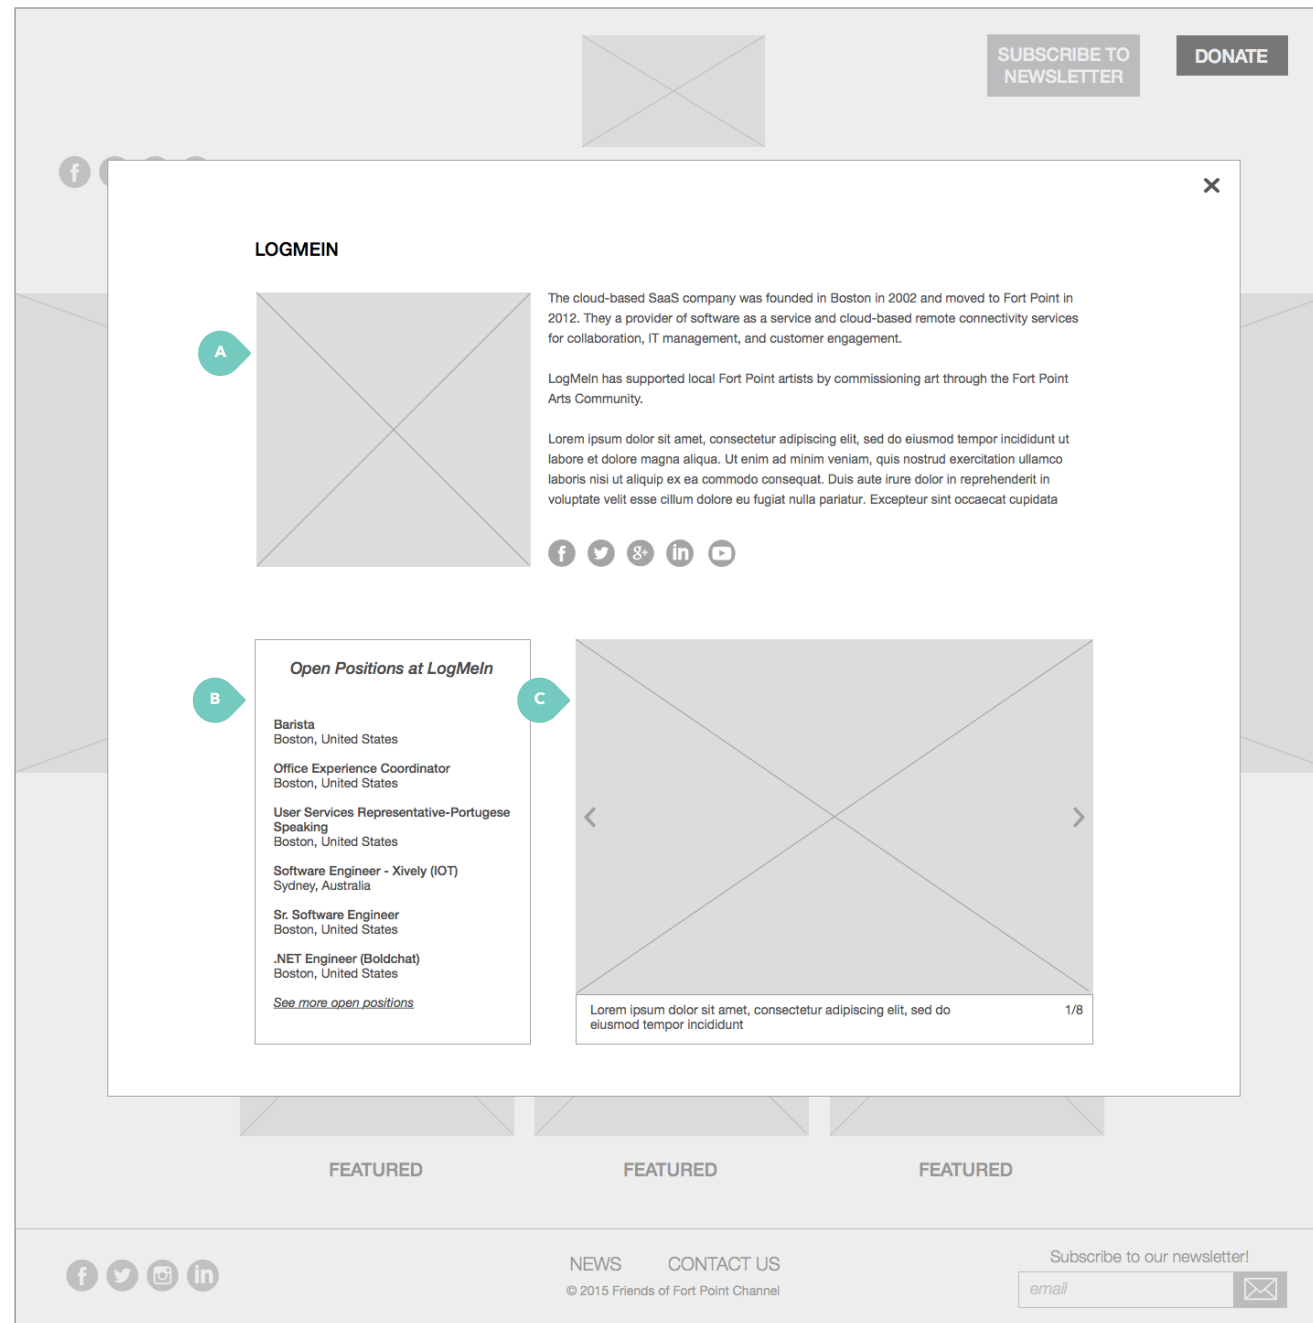 SUBSCRIBE TO
NEWSLETTER
DONATE
LOGMEIN
A
The cloud-based SaaS company was founded in Boston in 2002 and moved to Fort Point in
2012. They a provider of software as a service and cloud-based remote connectivity services
for collaboration, IT management, and customer engagement.
LogMeIn has supported local Fort Point artists by commissioning art through the Fort Point
Arts Community.
Lorem ipsum dolor sit amet, consectetur adipiscing elit, sed do eiusmod tempor incididunt ut
labore et dolore magna aliqua. Ut enim ad minim veniam, quis nostrud exercitation ullamco
laboris nisi ut aliquip ex ea commodo consequat. Duis aute irure dolor in reprehenderit in
voluptate velit esse cillum dolore eu fugiat nulla pariatur. Excepteur sint occaecat cupidata
B
Open Positions at LogMeIn
Barista
Boston, United States
Office Experience Coordinator
Boston, United States
User Services Representative-Portugese
Speaking
Boston, United States
Software Engineer - Xively (IOT)
Sydney, Australia
Sr. Software Engineer
Boston, United States
.NET Engineer (Boldchat)
Boston, United States
See more open positions
C
Lorem ipsum dolor sit amet, consectetur adipiscing elit, sed do
eiusmod tempor incididunt
1/8
FEATURED
FEATURED
FEATURED
NEWS
CONTACT US
© 2015 Friends of Fort Point Channel
Subscribe to our newsletter!
email